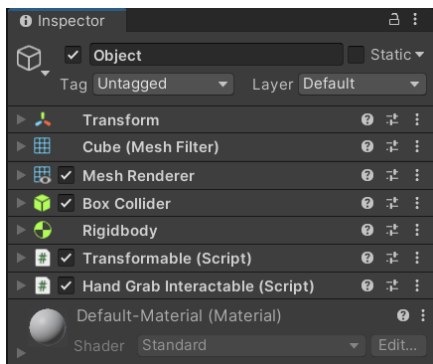 Inspector
Object Static
Tag Untagged Layer Default
Transform
Cube (Mesh Filter)
Mesh Renderer
Box Collider
Rigidbody
# Transformable (Script)
# Hand Grab Interactable (Script)
Default-Material (Material)
Shader Standard Edit...